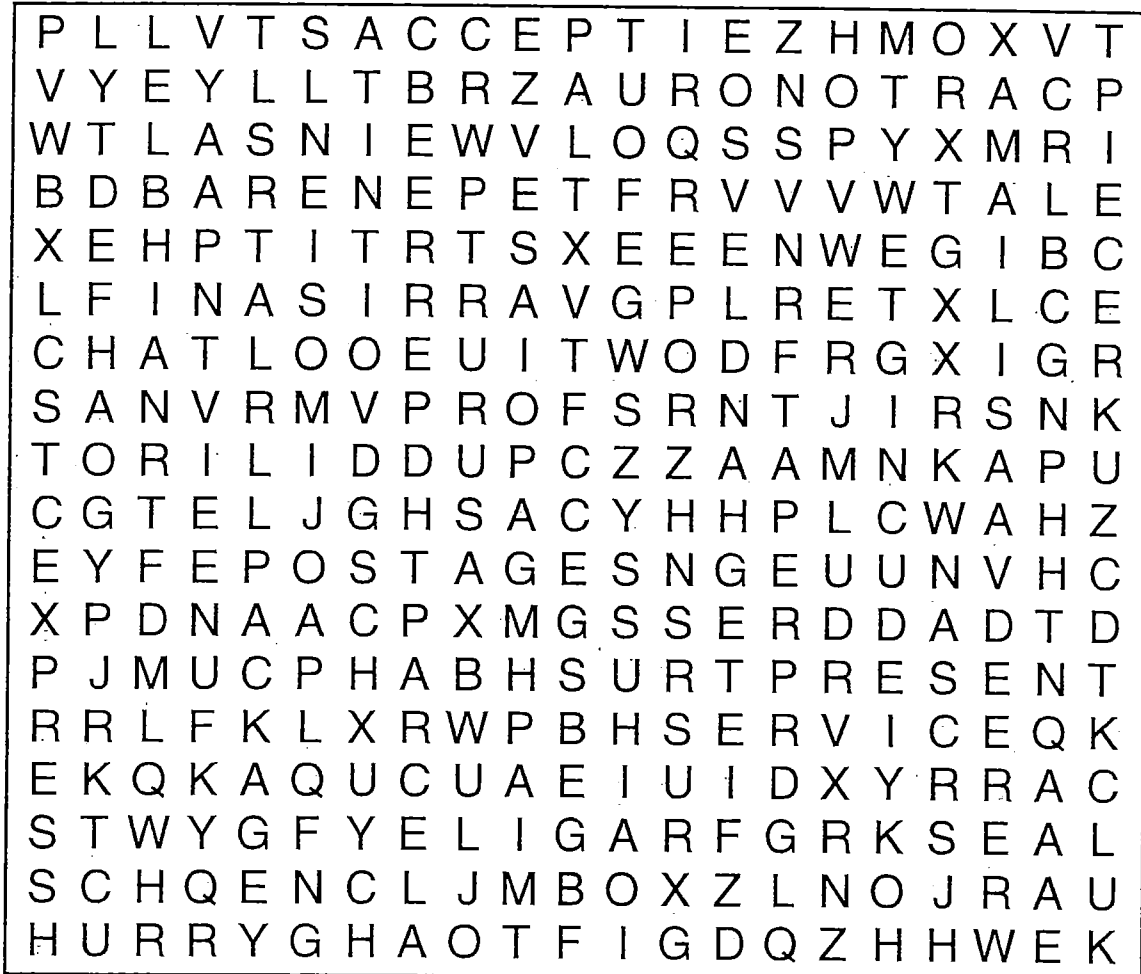 P L L V T S A C C E P T I E Z H M O X V T
V Y E Y L L T B R Z A U R O N O T R A C P
W T L A S N I E W V L O Q S S P Y X M R I
B D B A R E N E P E T F R V V V W T A L E
X E H P T I T R T S X E E E N W E G I B C
L F I N A S I R R A V G P L R E T X L C E
C H A T L O O E U I T W O D F R G X I G R
S A N V R M V P R O F S R N T J I R S N K
T O R I L I D D U P C Z Z A A M N K A P U
C G T E L J G H S A C Y H H P L C W A H Z
E Y F E P O S T A G E S N G E U U N V H C
X P D N A A C P X M G S S E R D D A D T D
P J M U C P H A B H S U R T P R E S E N T
R R L F K L X R W P B H S E R V I C E Q K
E K Q K A Q U C U A E I U I D X Y R R A C
S T W Y G F Y E L I G A R F G R K S E A L
S C H Q E N C L J M B O X Z L N O J R A U
H U R R Y G H A O T F I G D Q Z H H W E K